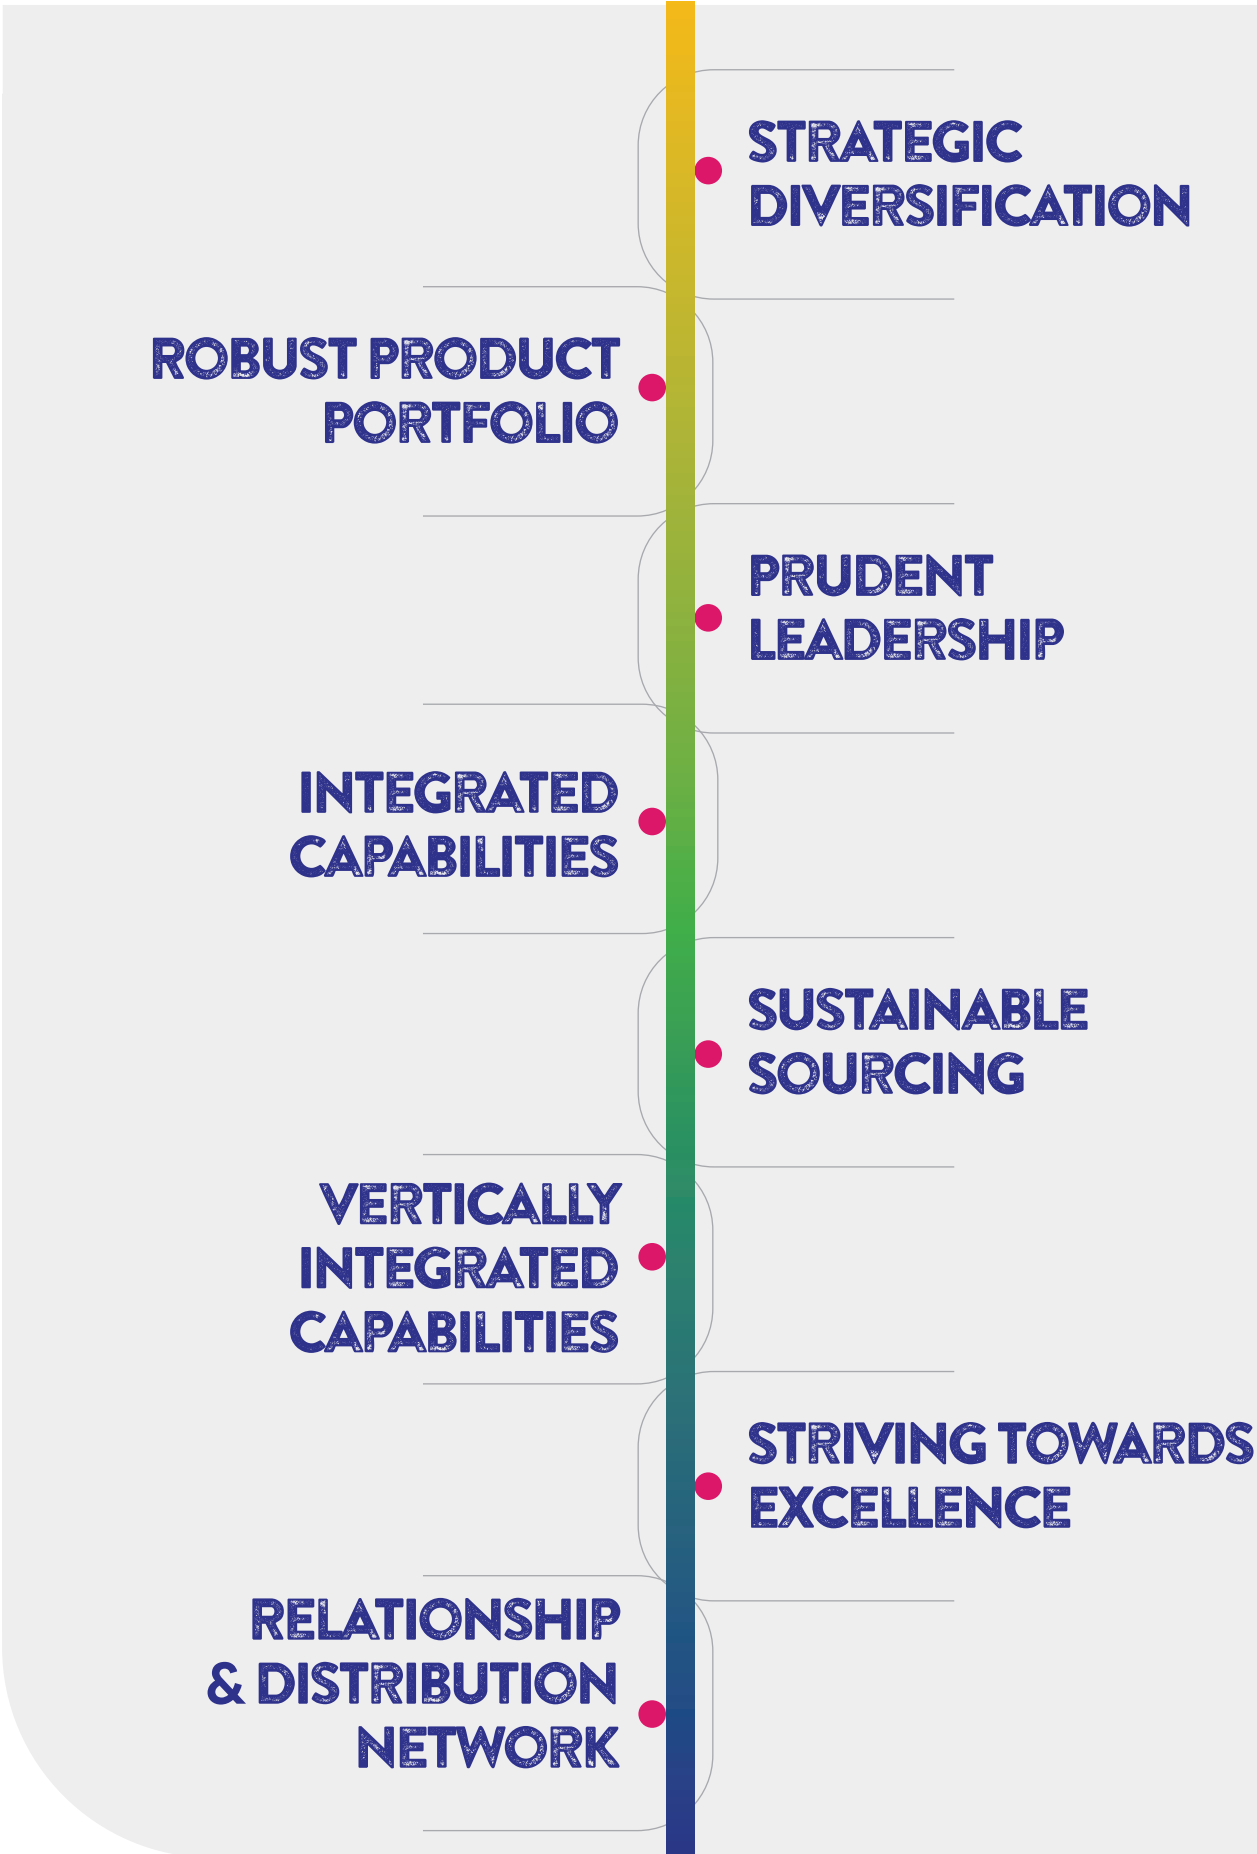 STRATEGIC
DIVERSIFICATION
ROBUST PRODUCT
PORTFOLIO
PRUDENT
LEADERSHIP
INTEGRATED
CAPABILITIES
SUSTAINABLE
SOURCING
VERTICALLY
INTEGRATED
CAPABILITIES
STRIVING TOWARDS
EXCELLENCE
RELATIONSHIP
& DISTRIBUTION
NETWORK